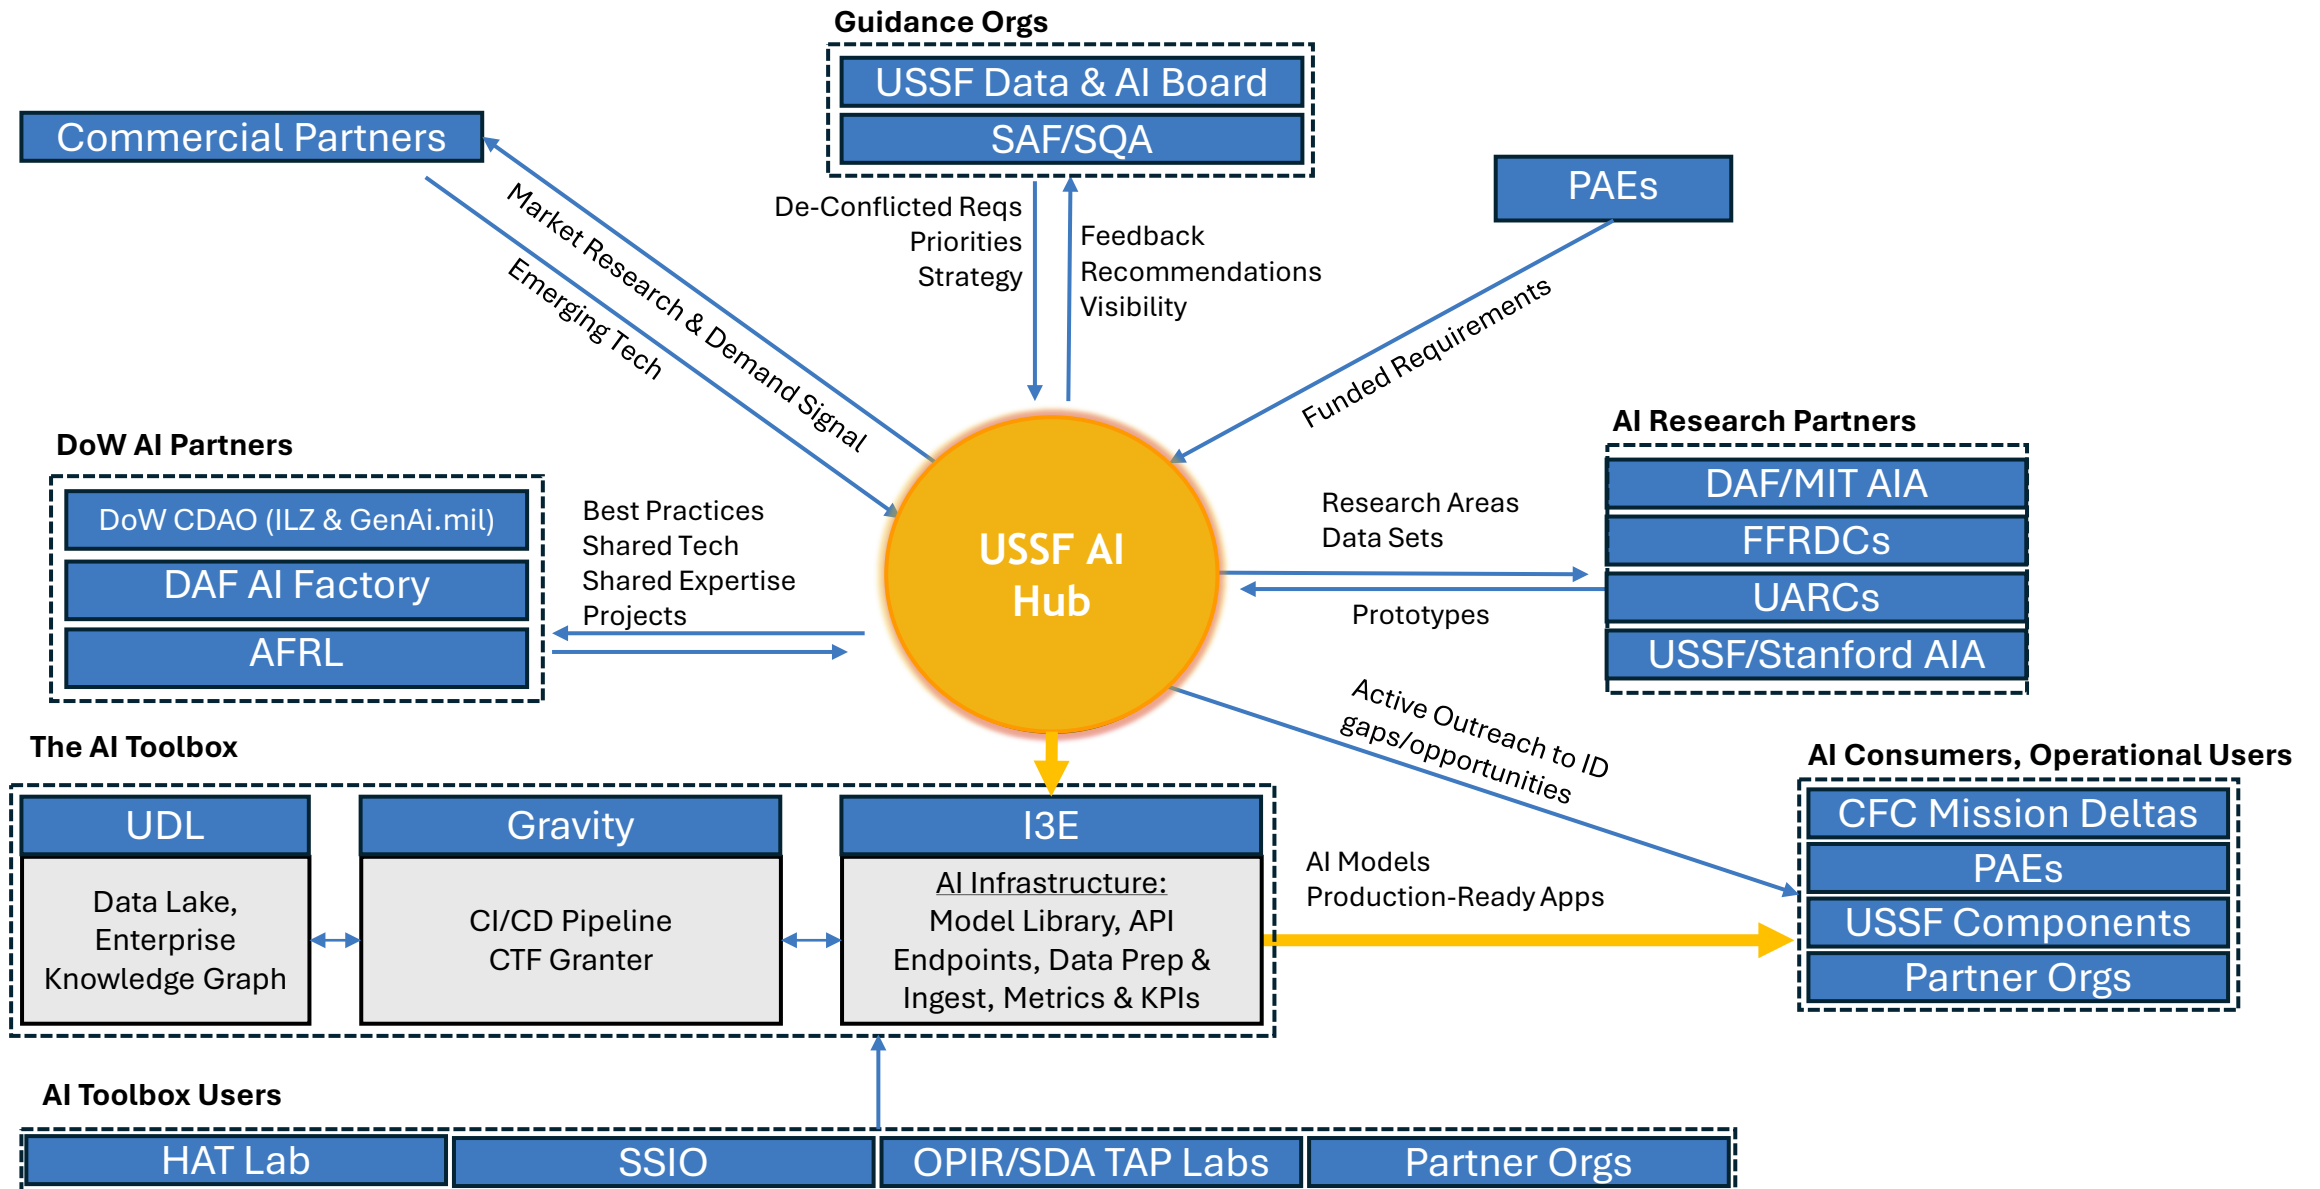 Guidance Orgs
USSF Data & AI Board
SAF/SQA
Commercial Partners
PAEs
De-Conflicted Reqs
Priorities
Strategy
Feedback
Recommendations
Visibility
Market Research & Demand Signal
Emerging Tech
Funded Requirements
DoW AI Partners
DoW CDAO (ILZ & GenAi.mil)
DAF AI Factory
AFRL
Best Practices
Shared Tech
Shared Expertise
Projects
USSF AI
Hub
Research Areas
Data Sets
Prototypes
AI Research Partners
DAF/MIT AIA
FFRDCs
UARCs
USSF/Stanford AIA
Active Outreach to ID
gaps/opportunities
The AI Toolbox
UDL
Data Lake,
Enterprise
Knowledge Graph
Gravity
CI/CD Pipeline
CTF Granter
I3E
AI Infrastructure:
Model Library, API
Endpoints, Data Prep &
Ingest, Metrics & KPIs
AI Models
Production-Ready Apps
AI Consumers, Operational Users
CFC Mission Deltas
PAEs
USSF Components
Partner Orgs
AI Toolbox Users
HAT Lab
SSIO
OPIR/SDA TAP Labs
Partner Orgs